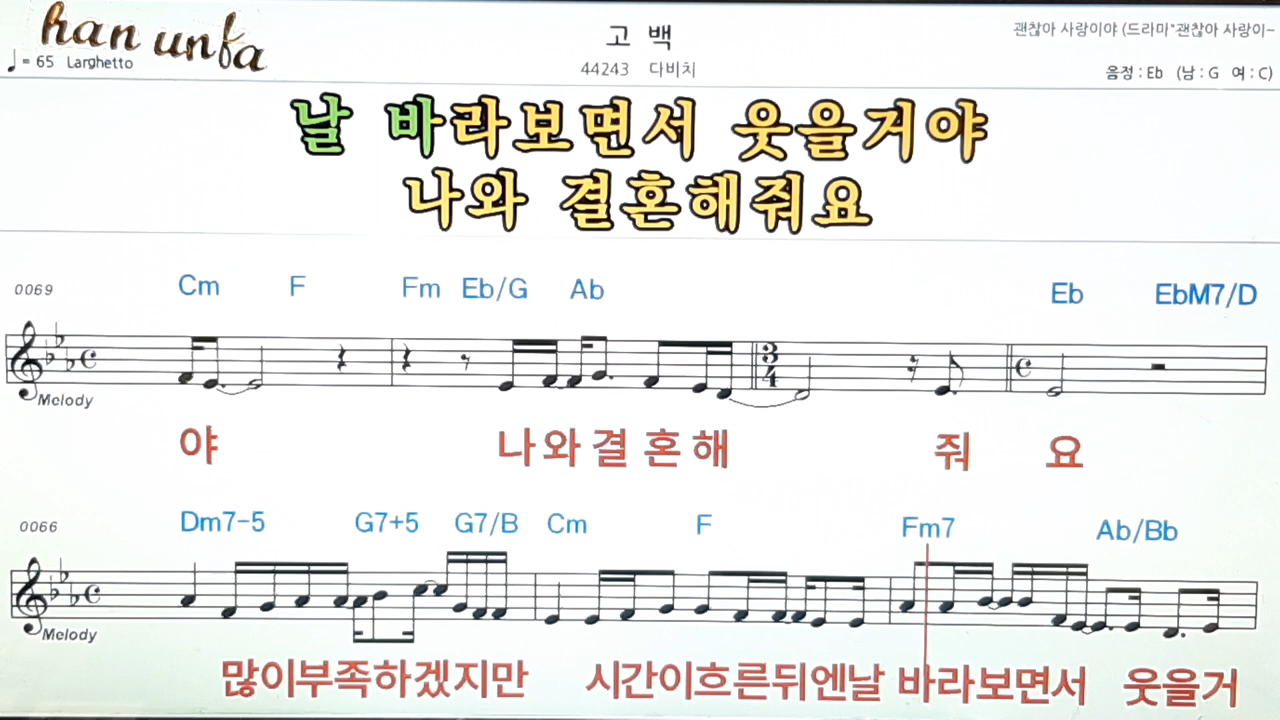 han unfa
♩= 65 Larghetto
고 백
44243 다비치
괜찮아 사랑이야 (드라마"괜찮아 사랑이-
음정 : Eb (남 : G 여 : C)
날 바라보면서 웃을거야
나와 결혼해줘요
0069 Cm F Fm Eb/G Ab Eb EbM7/D
3
4
Melody
야 나와결 혼 해 줘 요
0066 Dm7-5 G7+5 G7/B Cm F Fm7 Ab/Bb
Melody
많이부족하겠지만 시간이흐른뒤엔날 바라보면서 웃을거